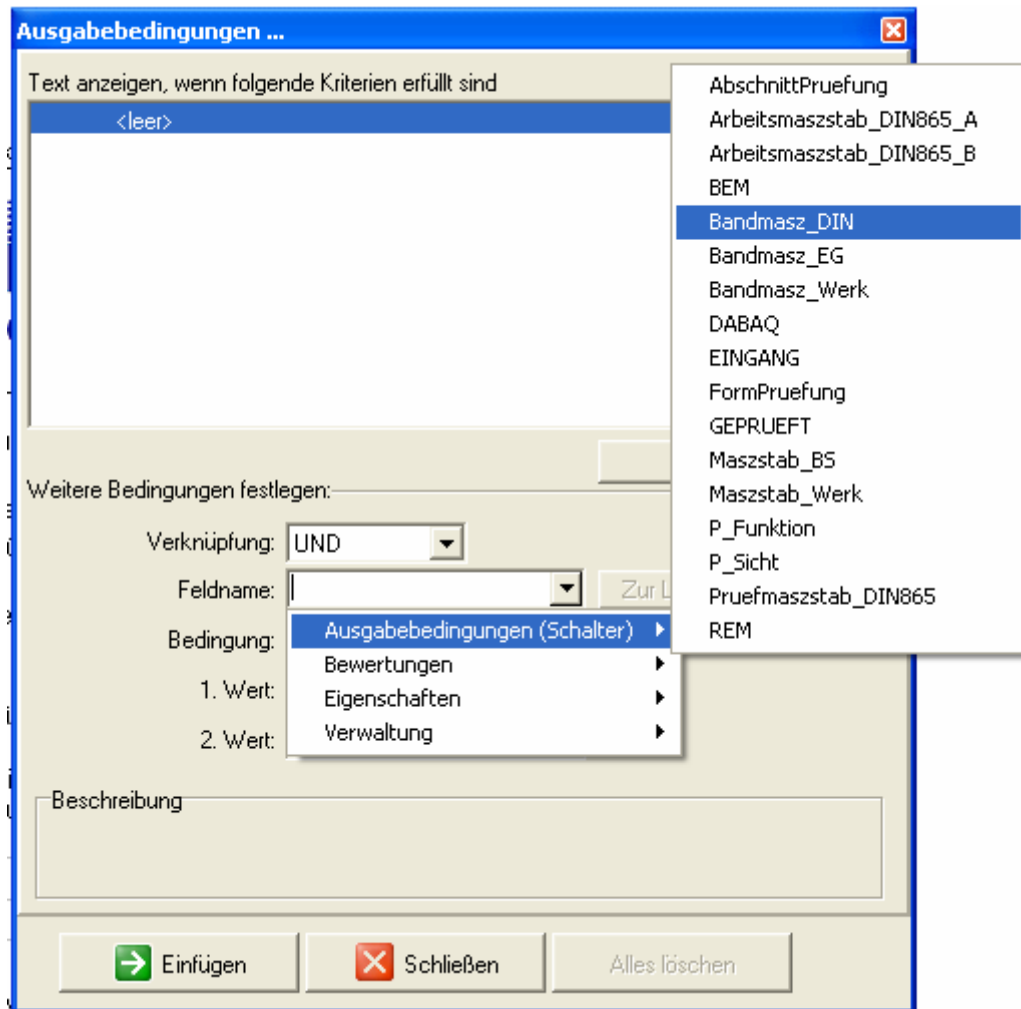 Ausgabebedingungen ...
Text anzeigen, wenn folgende Kriterien erfüllt sind
<leer>
Weitere Bedingungen festlegen:
Verknüpfung: UND
Feldname:
Zur L
Bedingung:
1. Wert:
2. Wert:
Ausgabebedingungen (Schalter)
Bewertungen
Eigenschaften
Verwaltung
AbschnittPruefung
Arbeitsmaszstab_DIN865_A
Arbeitsmaszstab_DIN865_B
BEM
Bandmasz_DIN
Bandmasz_EG
Bandmasz_Werk
DABAQ
EINGANG
FormPruefung
GEPRUEFT
Maszstab_BS
Maszstab_Werk
P_Funktion
P_Sicht
Pruefmaszstab_DIN865
REM
Beschreibung
Einfügen
Schließen
Alles löschen